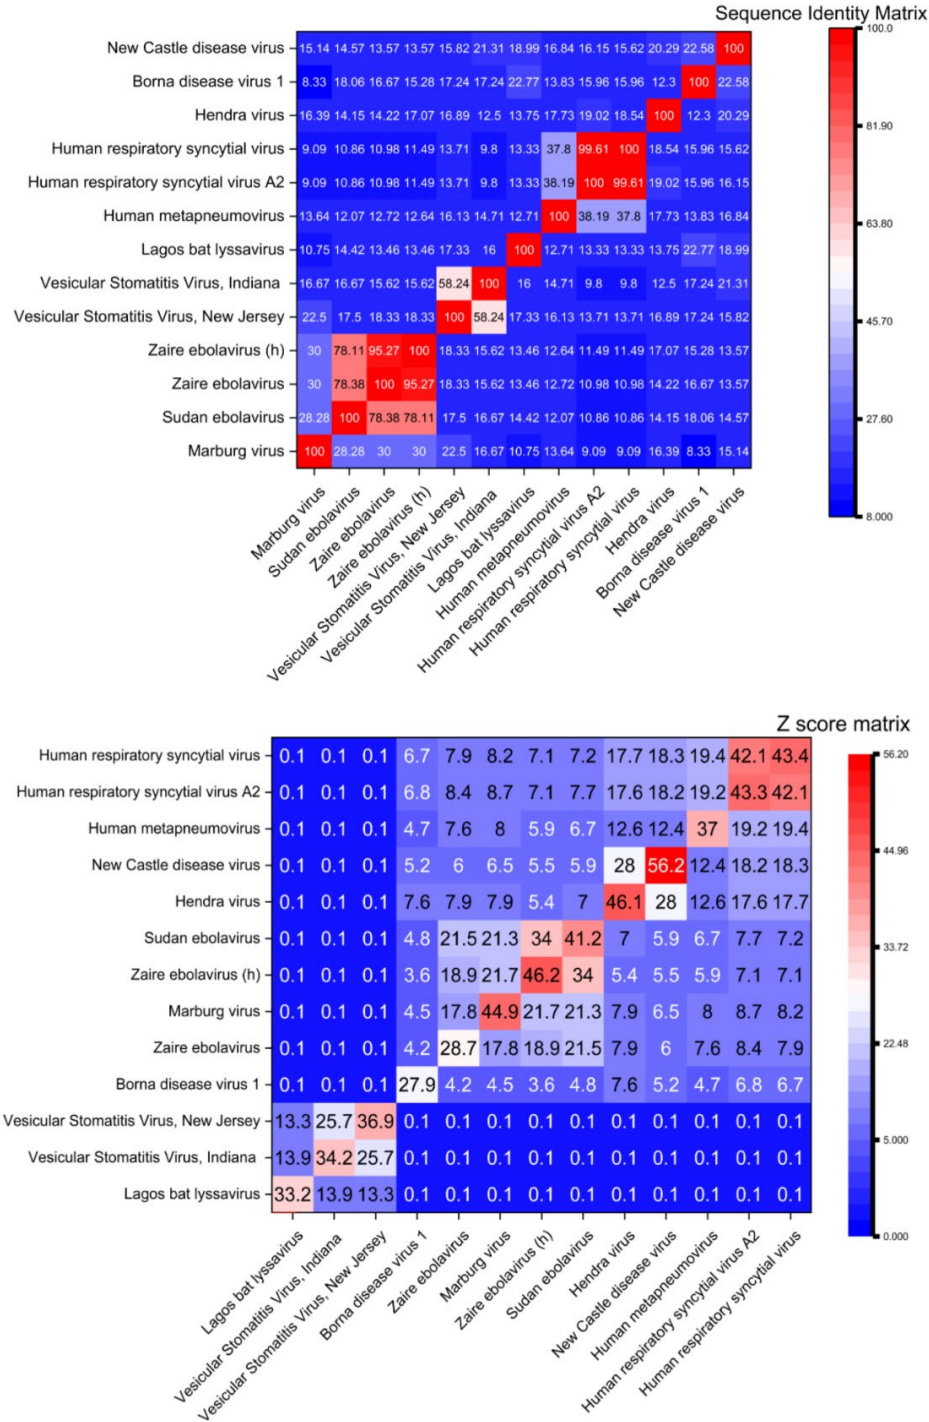 Sequence Identity Matrix
New Castle disease virus 15.14 14.57 13.57 13.57 15.82 21.31 18.99 16.84 16.15 15.62 20.29 22.58 100
Borna disease virus 1 8.33 18.06 16.67 15.28 17.24 17.24 22.77 13.83 15.96 15.96 12.3 100 22.58
Hendra virus 16.39 14.15 14.22 17.07 16.89 12.5 13.75 17.73 19.02 18.54 100 12.3 20.29
Human respiratory syncytial virus 9.09 10.86 10.98 11.49 13.71 9.8 13.33 37.8 99.61 100 18.54 15.96 15.62
Human respiratory syncytial virus A2 9.09 10.86 10.98 11.49 13.71 9.8 13.33 38.19 100 99.61 19.02 15.96 16.15
Human metapneumovirus 13.64 12.07 12.72 12.64 16.13 14.71 12.71 100 38.19 37.8 17.73 13.83 16.84
Lagos bat lyssavirus 10.75 14.42 13.46 13.46 17.33 16 100 12.71 13.33 13.33 13.75 22.77 18.99
Vesicular Stomatitis Virus, Indiana 16.67 16.67 15.62 15.62 58.24 100 16 14.71 9.8 9.8 12.5 17.24 21.31
Vesicular Stomatitis Virus, New Jersey 22.5 17.5 18.33 18.33 100 58.24 17.33 16.13 13.71 13.71 16.89 17.24 15.82
Zaire ebolavirus (h) 30 78.11 95.27 100 18.33 15.62 13.46 12.64 11.49 11.49 17.07 15.28 13.57
Zaire ebolavirus 30 78.38 100 95.27 18.33 15.62 13.46 12.72 10.98 10.98 14.22 16.67 13.57
Sudan ebolavirus 28.28 100 78.38 78.11 17.5 16.67 14.42 12.07 10.86 10.86 14.15 18.06 14.57
Marburg virus 100 28.28 30 30 22.5 16.67 10.75 13.64 9.09 9.09 16.39 8.33 15.14
Marburg virus
Sudan ebolavirus
Zaire ebolavirus
Zaire ebolavirus (h)
Vesicular Stomatitis Virus, New Jersey
Vesicular Stomatitis Virus, Indiana
Lagos bat lyssavirus
Human metapneumovirus
Human respiratory syncytial virus A2
Human respiratory syncytial virus
Hendra virus
Borna disease virus 1
New Castle disease virus
100.0
81.90
63.80
45.70
27.60
8.000
Z score matrix
Human respiratory syncytial virus 0.1 0.1 0.1 6.7 7.9 8.2 7.1 7.2 17.7 18.3 19.4 42.1 43.4
Human respiratory syncytial virus A2 0.1 0.1 0.1 6.8 8.4 8.7 7.1 7.7 17.6 18.2 19.2 43.3 42.1
Human metapneumovirus 0.1 0.1 0.1 4.7 7.6 8 5.9 6.7 12.6 12.4 37 19.2 19.4
New Castle disease virus 0.1 0.1 0.1 5.2 6 6.5 5.5 5.9 28 56.2 12.4 18.2 18.3
Hendra virus 0.1 0.1 0.1 7.6 7.9 7.9 5.4 7 46.1 28 12.6 17.6 17.7
Sudan ebolavirus 0.1 0.1 0.1 4.8 21.5 21.3 34 41.2 7 5.9 6.7 7.7 7.2
Zaire ebolavirus (h) 0.1 0.1 0.1 3.6 18.9 21.7 46.2 34 5.4 5.5 5.9 7.1 7.1
Marburg virus 0.1 0.1 0.1 4.5 17.8 44.9 21.7 21.3 7.9 6.5 8 8.7 8.2
Zaire ebolavirus 0.1 0.1 0.1 4.2 28.7 17.8 18.9 21.5 7.9 6 7.6 8.4 7.9
Borna disease virus 1 0.1 0.1 0.1 27.9 4.2 4.5 3.6 4.8 7.6 5.2 4.7 6.8 6.7
Vesicular Stomatitis Virus, New Jersey 13.3 25.7 36.9 0.1 0.1 0.1 0.1 0.1 0.1 0.1 0.1 0.1 0.1
Vesicular Stomatitis Virus, Indiana 13.9 34.2 25.7 0.1 0.1 0.1 0.1 0.1 0.1 0.1 0.1 0.1 0.1
Lagos bat lyssavirus 33.2 13.9 13.3 0.1 0.1 0.1 0.1 0.1 0.1 0.1 0.1 0.1 0.1
Lagos bat lyssavirus
Vesicular Stomatitis Virus, Indiana
Vesicular Stomatitis Virus, New Jersey
Borna disease virus 1
Zaire ebolavirus
Marburg virus
Zaire ebolavirus (h)
Sudan ebolavirus
Hendra virus
New Castle disease virus
Human metapneumovirus
Human respiratory syncytial virus A2
Human respiratory syncytial virus
56.20
44.96
33.72
22.48
5.000
0.000